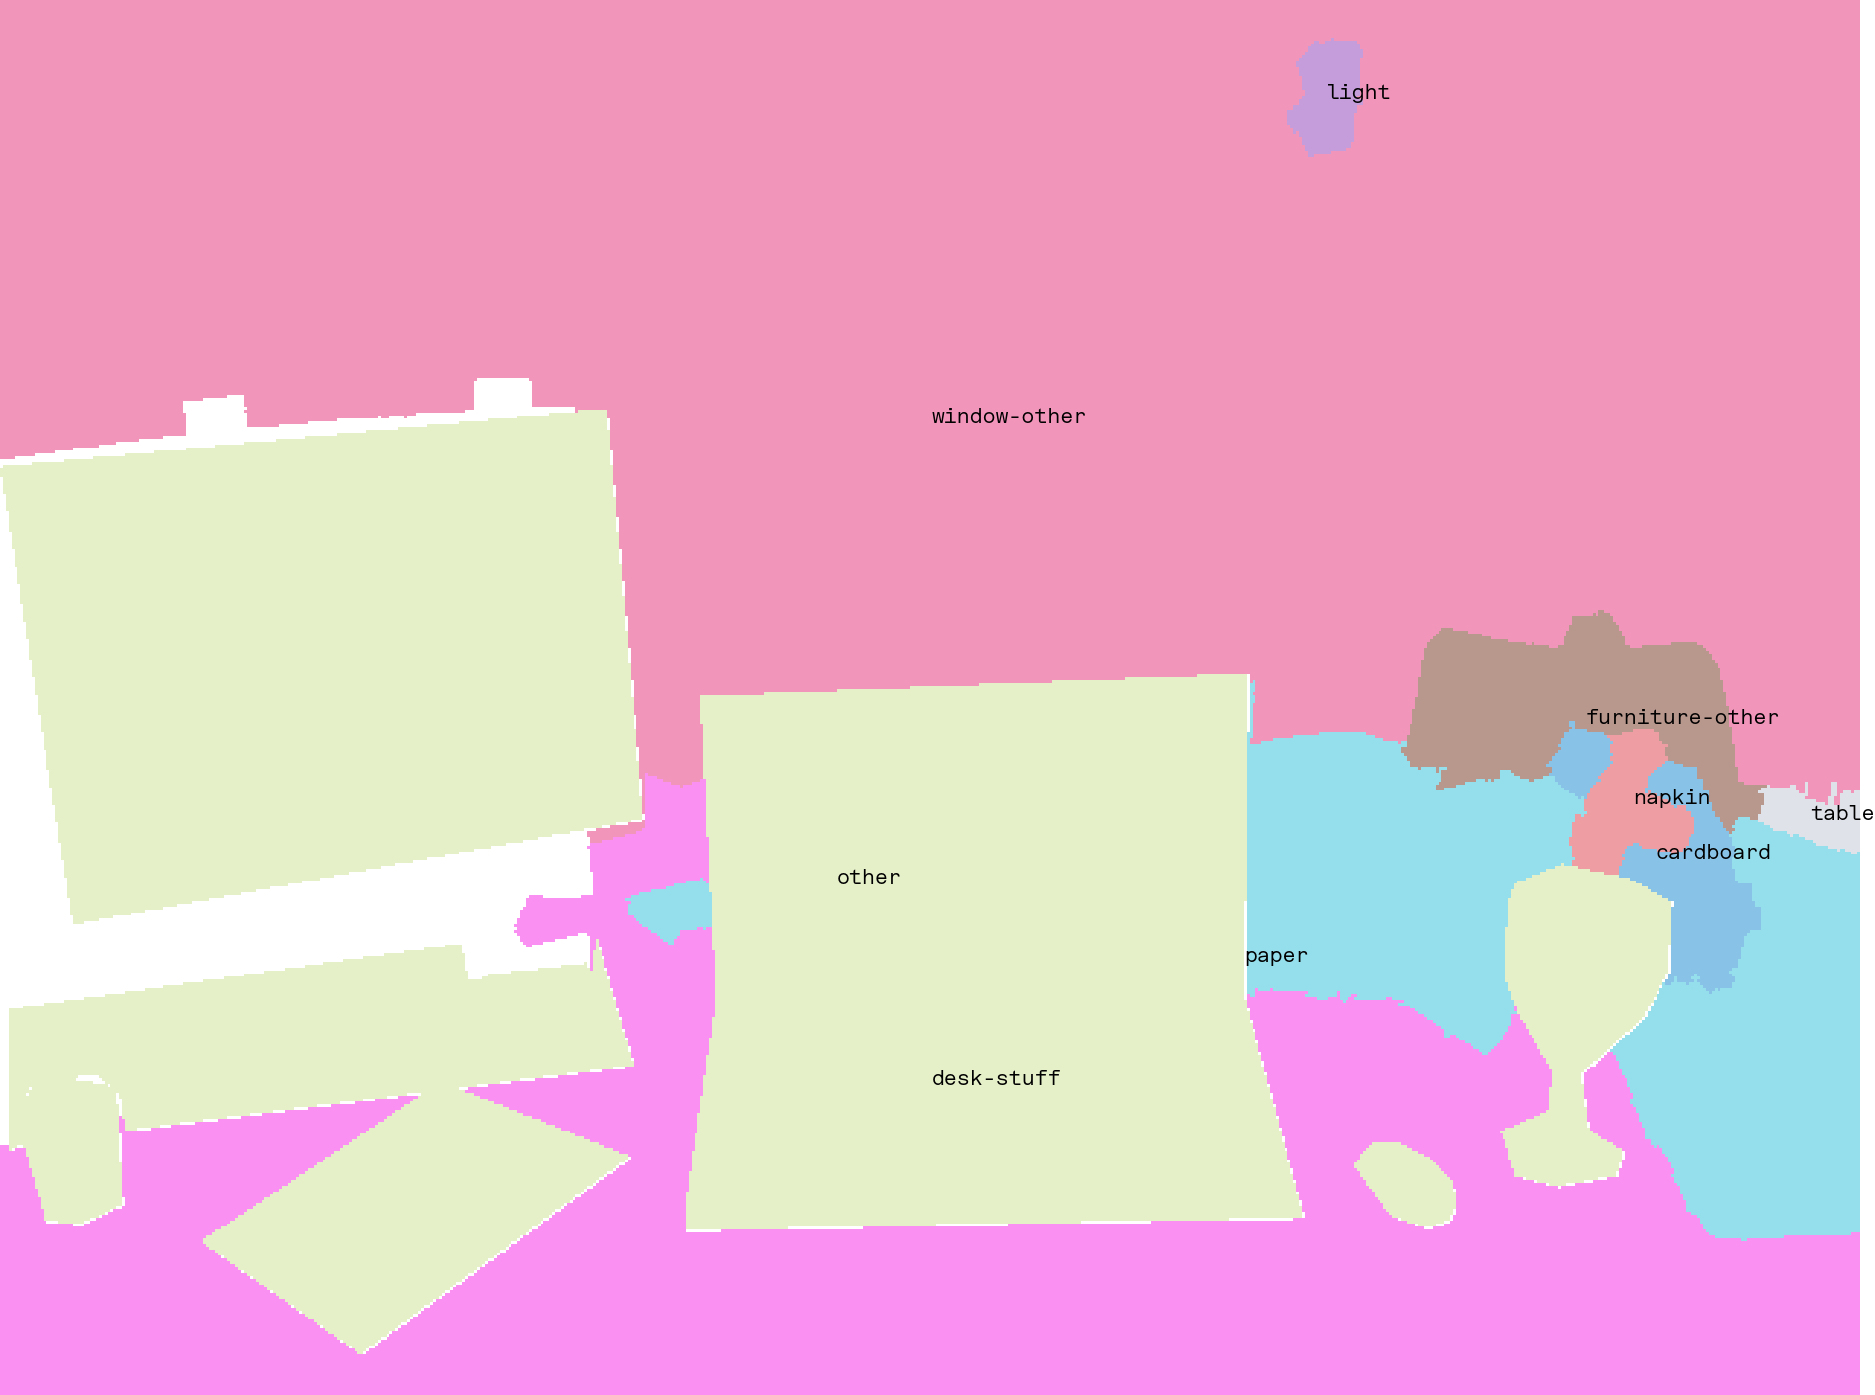 light
window-other
furniture-other
napkin
table
cardboard
other
paper
desk-stuff